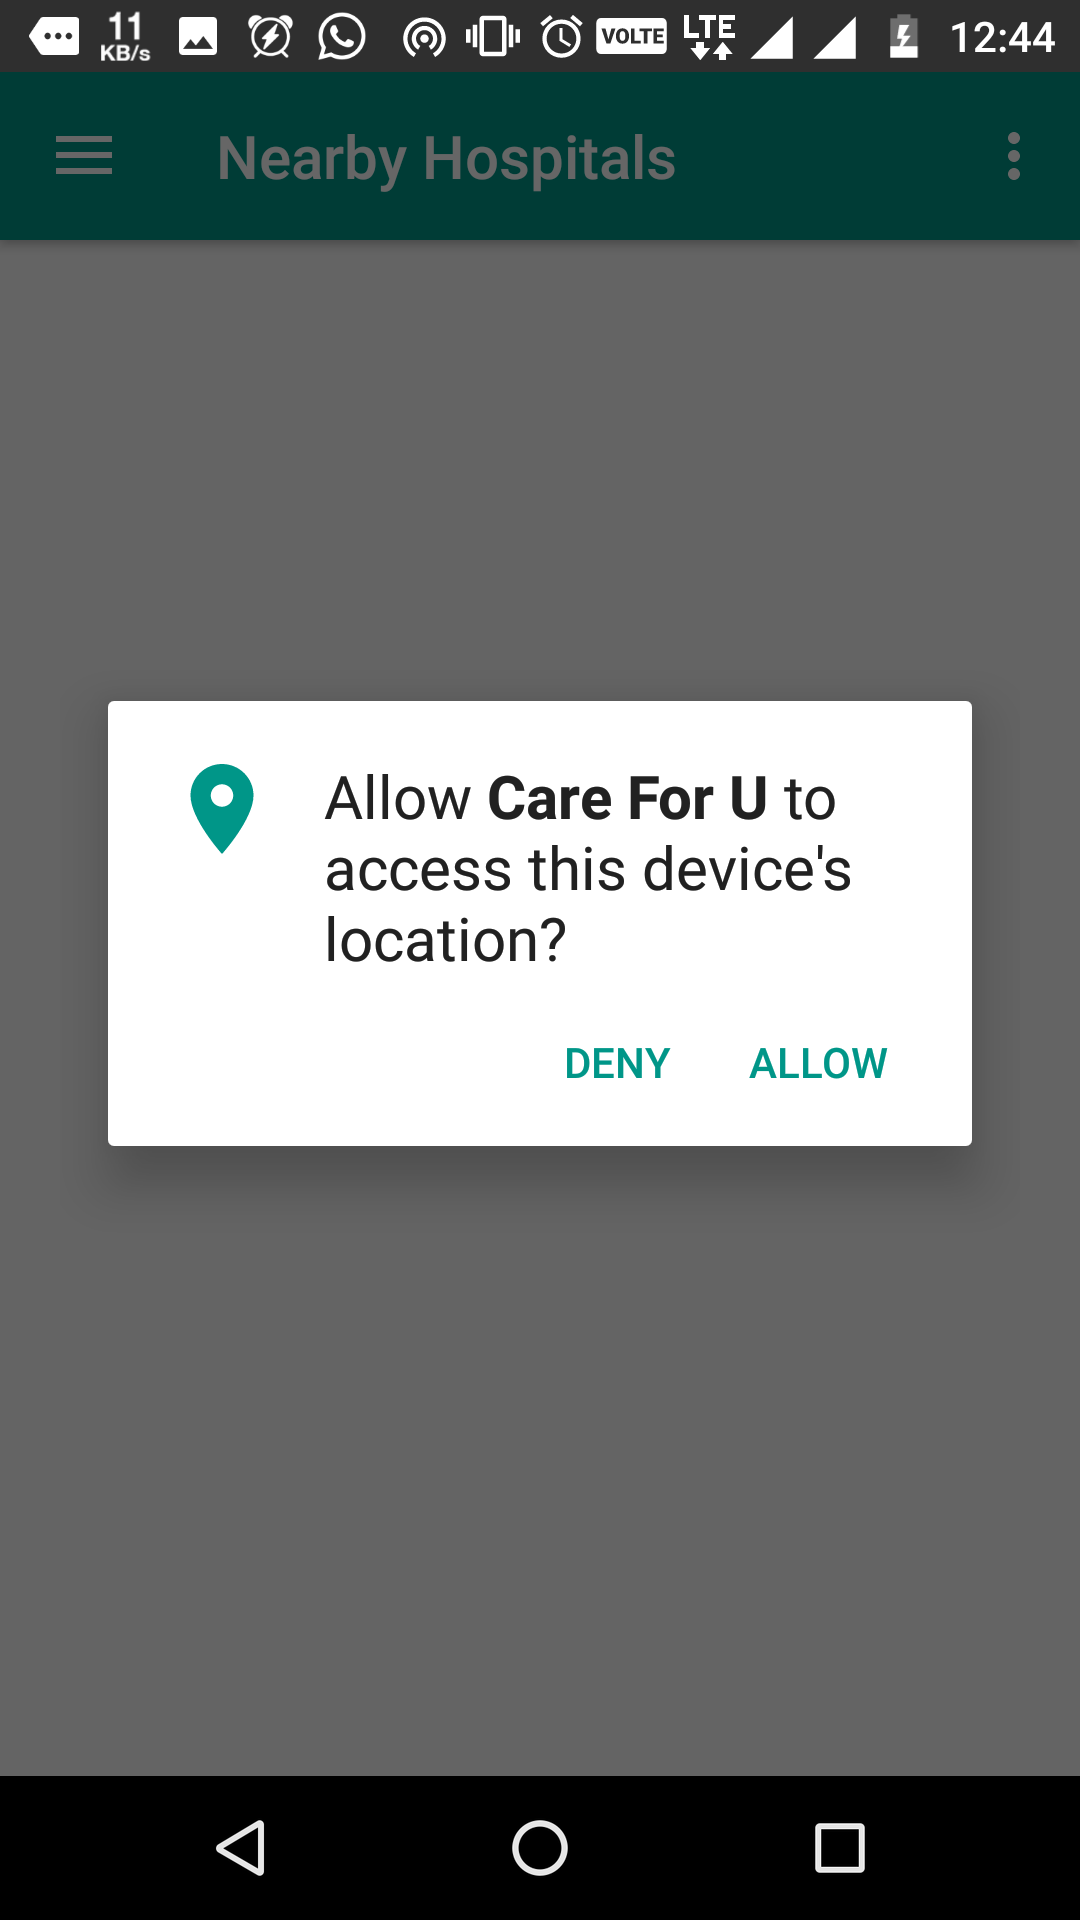 11
KB/s
VOLTE
LTE
12:44
Nearby Hospitals
Allow Care For U to
access this device's
location?
DENY ALLOW